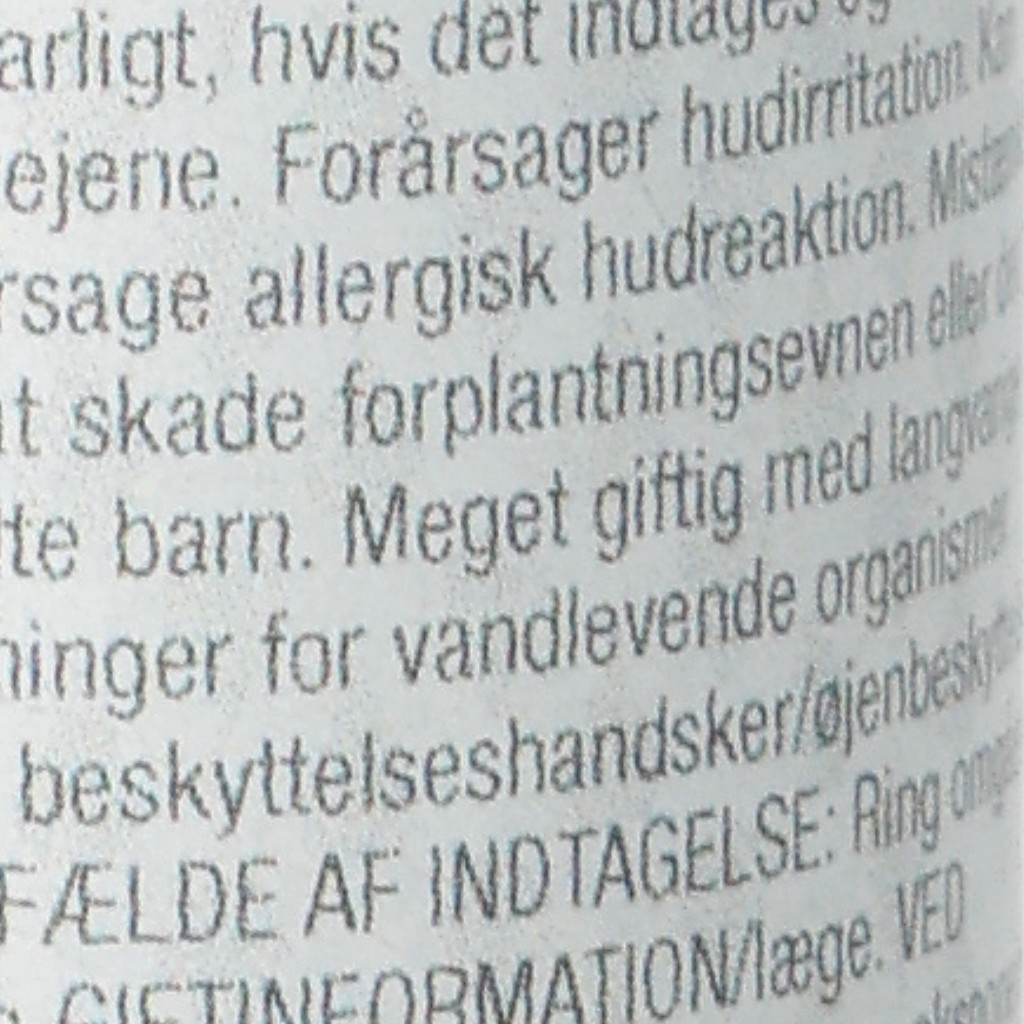 arligt, hvis det indtages og
ejene. Forårsager hudirritation.
rsage allergisk hudreaktion.
t skade forplantningsevnen eller
te barn. Meget giftig med
ninger for vandlevende organismer
beskyttelseshandsker/øjenbesky
FÆLDE AF INDTAGELSE: Ring
GIFTINFORMATION/læge. VED